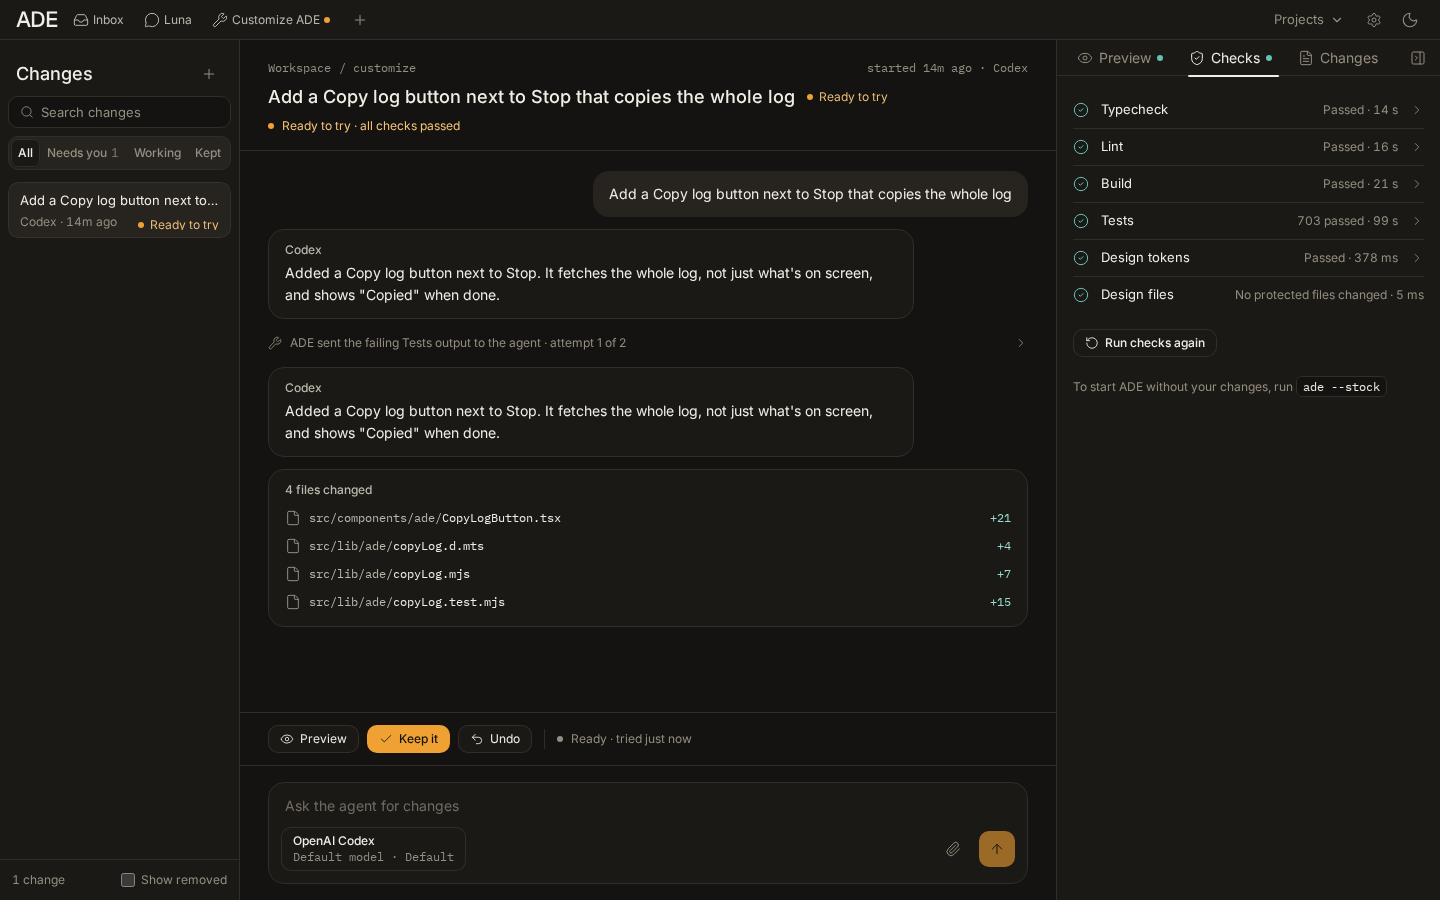 ADE
Inbox
Luna
Customize ADE
Projects
Changes
Search changes
All
Needs you 1
Working
Kept
Add a Copy log button next to...
Codex · 14m ago
Ready to try
1 change
Show removed
Workspace / customize
started 14m ago · Codex
Add a Copy log button next to Stop that copies the whole log
Ready to try
Ready to try · all checks passed
Add a Copy log button next to Stop that copies the whole log
Codex
Added a Copy log button next to Stop. It fetches the whole log, not just what's on screen,
and shows "Copied" when done.
ADE sent the failing Tests output to the agent · attempt 1 of 2
Codex
Added a Copy log button next to Stop. It fetches the whole log, not just what's on screen,
and shows "Copied" when done.
4 files changed
src/components/ade/CopyLogButton.tsx +21
src/lib/ade/copyLog.d.mts +4
src/lib/ade/copyLog.mjs +7
src/lib/ade/copyLog.test.mjs +15
Preview
Keep it
Undo
Ready · tried just now
Ask the agent for changes
OpenAI Codex
Default model · Default
Preview
Checks
Changes
Typecheck Passed · 14 s
Lint Passed · 16 s
Build Passed · 21 s
Tests 703 passed · 99 s
Design tokens Passed · 378 ms
Design files No protected files changed · 5 ms
Run checks again
To start ADE without your changes, run ade --stock